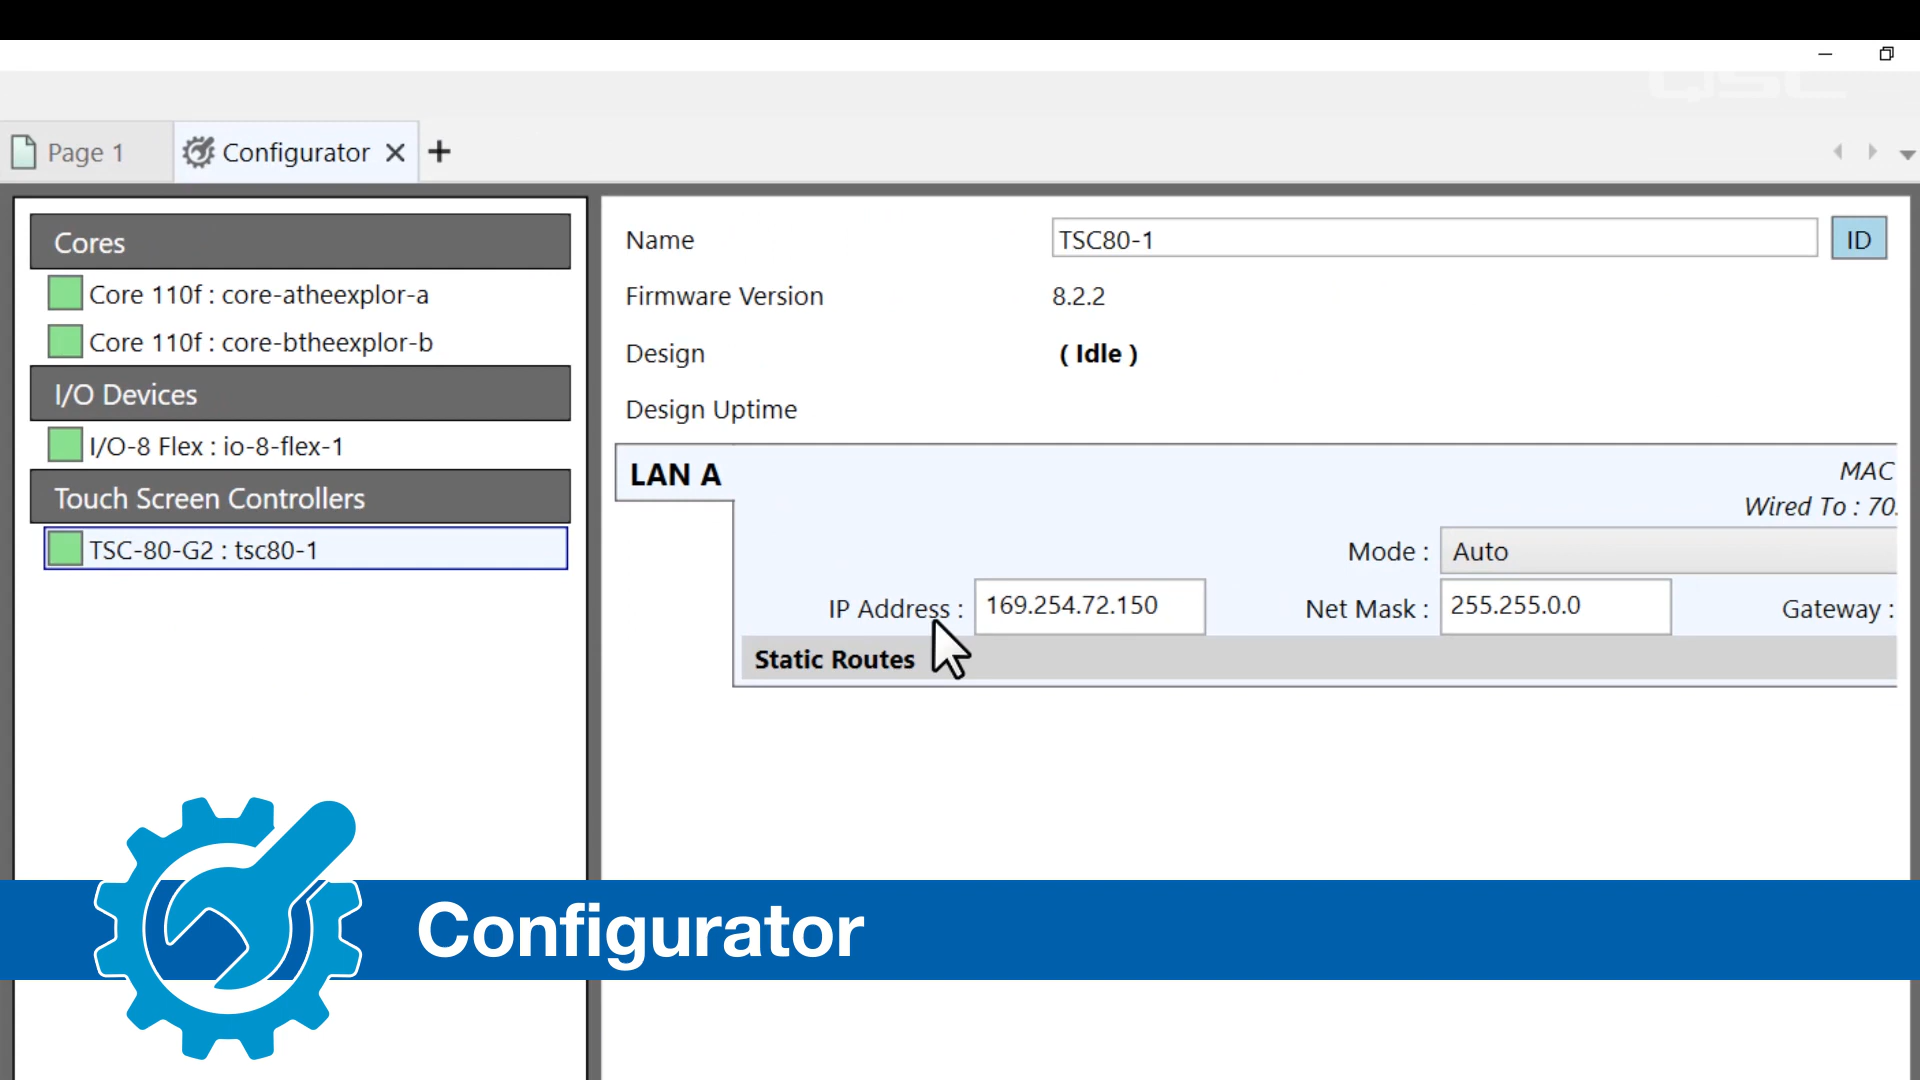 QSC
Page 1
Configurator
Cores
Core 110f : core-atheexplor-a
Core 110f : core-btheexplor-b
I/O Devices
I/O-8 Flex : io-8-flex-1
Touch Screen Controllers
TSC-80-G2 : tsc80-1
Name TSC80-1 ID
Firmware Version 8.2.2
Design ( Idle )
Design Uptime
LAN A
MAC
Wired To : 70.
Mode : Auto
IP Address : 169.254.72.150 Net Mask : 255.255.0.0 Gateway :
Static Routes
Configurator